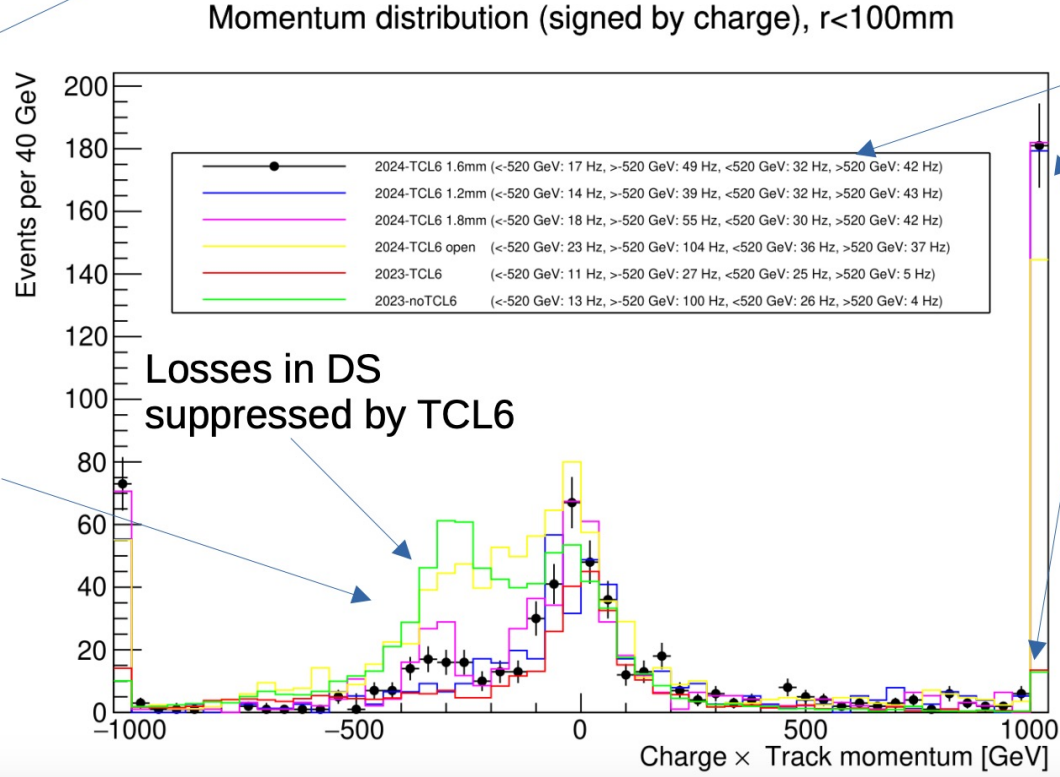 Momentum distribution (signed by charge), r<100mm
Events per 40 GeV
200
180
160
140
120
100
80
60
40
20
0
2024-TCL6 1.6mm (<-520 GeV: 17 Hz, >-520 GeV: 49 Hz, <520 GeV: 32 Hz, >520 GeV: 42 Hz)
2024-TCL6 1.2mm (<-520 GeV: 14 Hz, >-520 GeV: 39 Hz, <520 GeV: 32 Hz, >520 GeV: 43 Hz)
2024-TCL6 1.8mm (<-520 GeV: 18 Hz, >-520 GeV: 55 Hz, <520 GeV: 30 Hz, >520 GeV: 42 Hz)
2024-TCL6 open (<-520 GeV: 23 Hz, >-520 GeV: 104 Hz, <520 GeV: 36 Hz, >520 GeV: 37 Hz)
2023-TCL6 (<-520 GeV: 11 Hz, >-520 GeV: 27 Hz, <520 GeV: 25 Hz, >520 GeV: 5 Hz)
2023-noTCL6 (<-520 GeV: 13 Hz, >-520 GeV: 100 Hz, <520 GeV: 26 Hz, >520 GeV: 4 Hz)
Losses in DS
suppressed by TCL6
−1000 −500 0 500 1000
Charge × Track momentum [GeV]